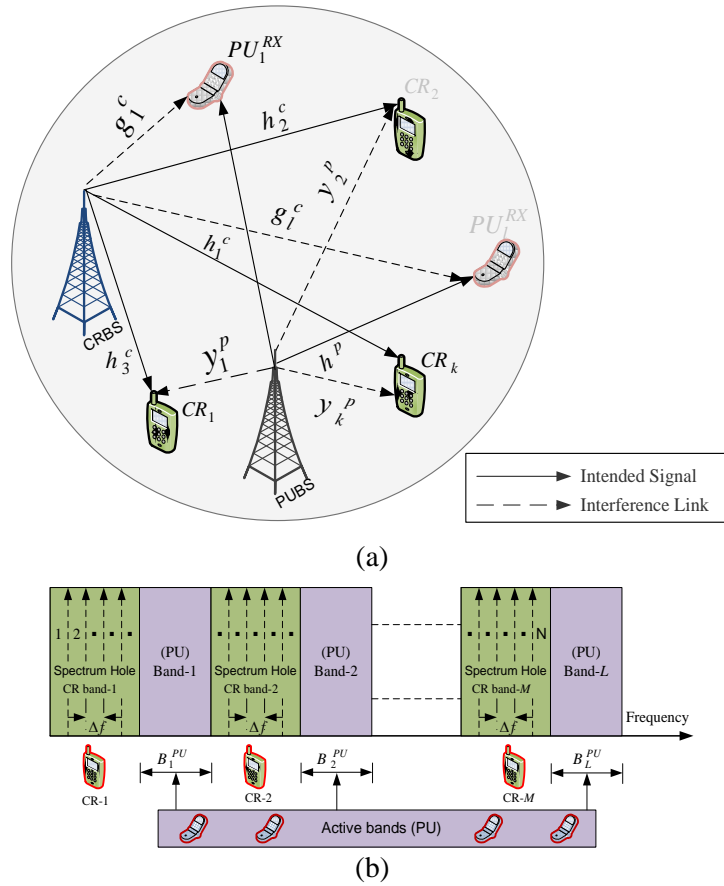 PU_1^RX
CR_2
g_1^c
h_2^c
y_2^p
g_l^c
PU_1^RX
h_1^c
CRBS
h_3^c
y_1^p
h^p
CR_k
CR_1
y_k^p
PUBS
Intended Signal
Interference Link
(a)
1 2 . . . .
(PU)
Band-1
. . . . .
(PU)
Band-2
. . . . . N
(PU)
Band-L
Spectrum Hole
CR band-1
Spectrum Hole
CR band-2
Spectrum Hole
CR band-M
Δf
Δf
Δf
Frequency
B_1^PU
B_2^PU
B_L^PU
CR-1
CR-2
CR-M
Active bands (PU)
(b)